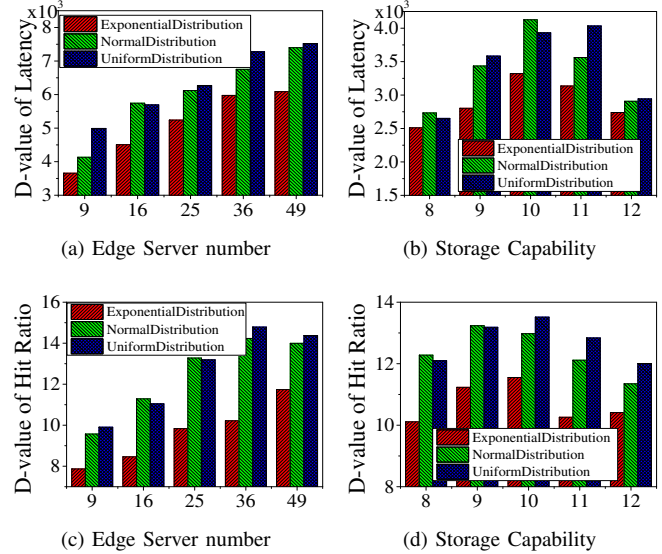 ×10³
D-value of Latency
8
7
6
5
4
3
ExponentialDistribution
NormalDistribution
UniformDistribution
9 16 25 36 49
(a) Edge Server number
×10³
D-value of Latency
4.0
3.5
3.0
2.5
2.0
1.5
ExponentialDistribution
NormalDistribution
UniformDistribution
8 9 10 11 12
(b) Storage Capability
D-value of Hit Ratio
16
14
12
10
8
ExponentialDistribution
NormalDistribution
UniformDistribution
9 16 25 36 49
(c) Edge Server number
D-value of Hit Ratio
14
12
10
8
ExponentialDistribution
NormalDistribution
UniformDistribution
8 9 10 11 12
(d) Storage Capability